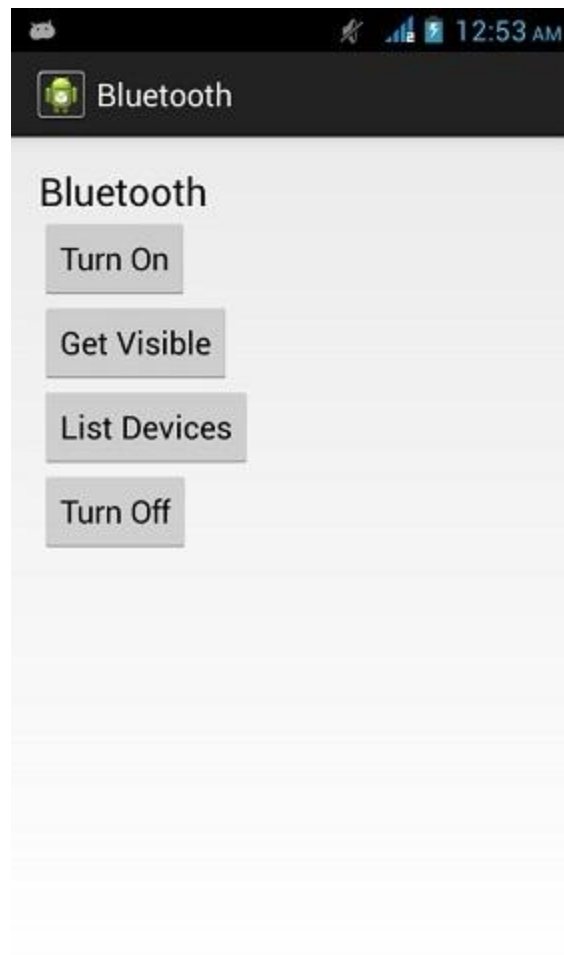 12:53 AM
Bluetooth
Bluetooth
Turn On
Get Visible
List Devices
Turn Off